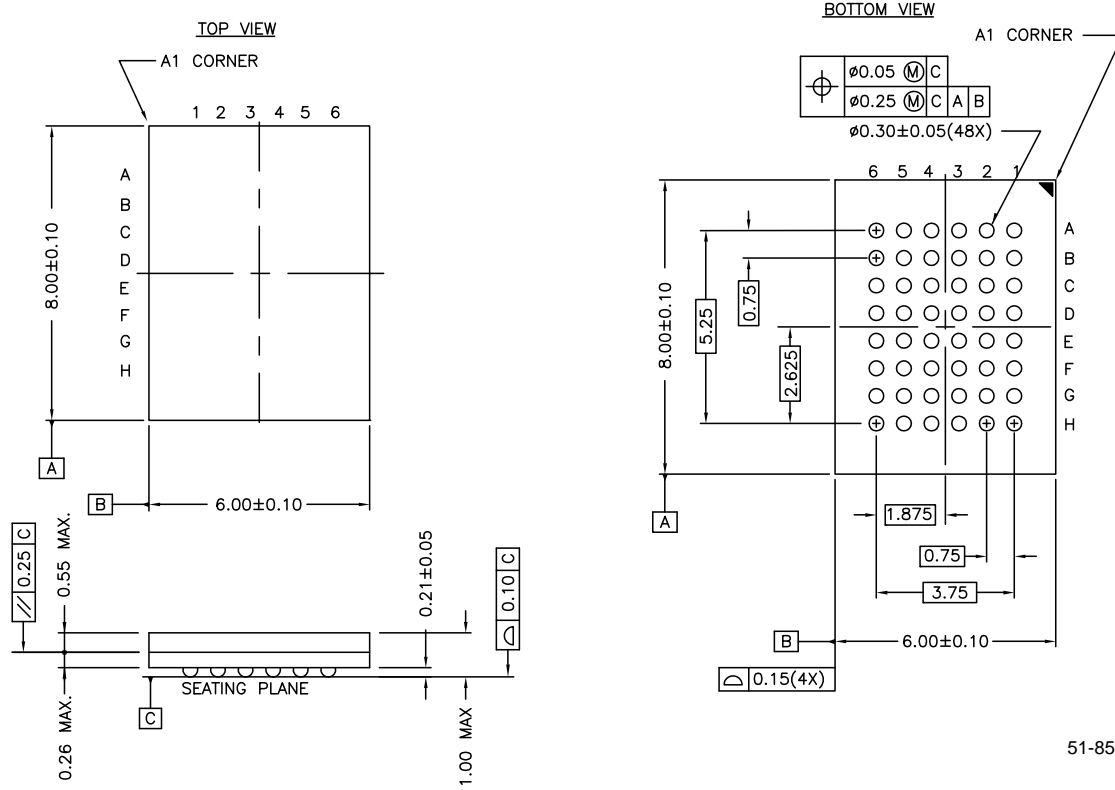 TOP VIEW
A1 CORNER
1 2 3 4 5 6
A
B
C
D
E
F
G
H
8.00±0.10
A
B
6.00±0.10
// 0.25 C
0.55 MAX.
0.21±0.05
⌓ 0.10 C
SEATING PLANE
C
0.26 MAX.
1.00 MAX
BOTTOM VIEW
A1 CORNER
⌖ ø0.05 Ⓜ C
ø0.25 Ⓜ C A B
ø0.30±0.05(48X)
6 5 4 3 2 1
A
B
C
D
E
F
G
H
8.00±0.10
5.25
0.75
2.625
A
1.875
0.75
3.75
B
6.00±0.10
⌓ 0.15(4X)
51-85